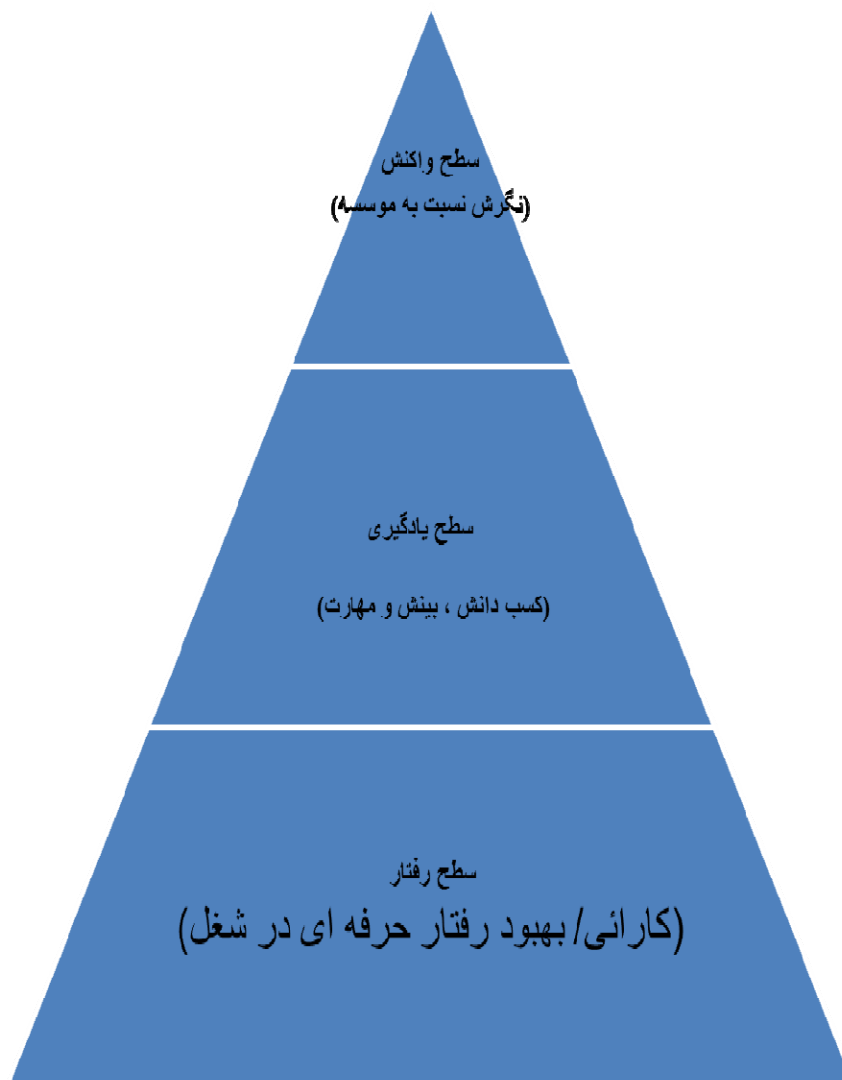 سطح واکنش
(نگرش نسبت به موسسه)
سطح یادگیری
(کسب دانش ، بینش و مهارت)
سطح رفتار
(کارائی/ بهبود رفتار حرفه ای در شغل)